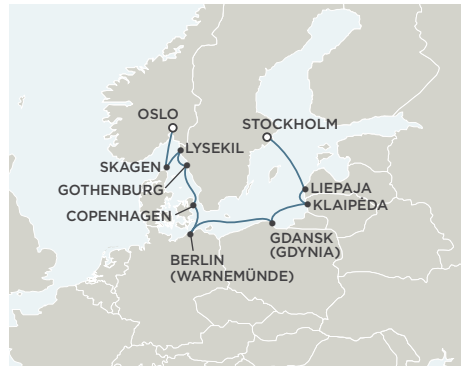 OSLO
STOCKHOLM
LYSEKIL
SKAGEN
LIEPAJA
GOTHENBURG
KLAIPĖDA
COPENHAGEN
GDANSK
(GDYNIA)
BERLIN
(WARNEMÜNDE)